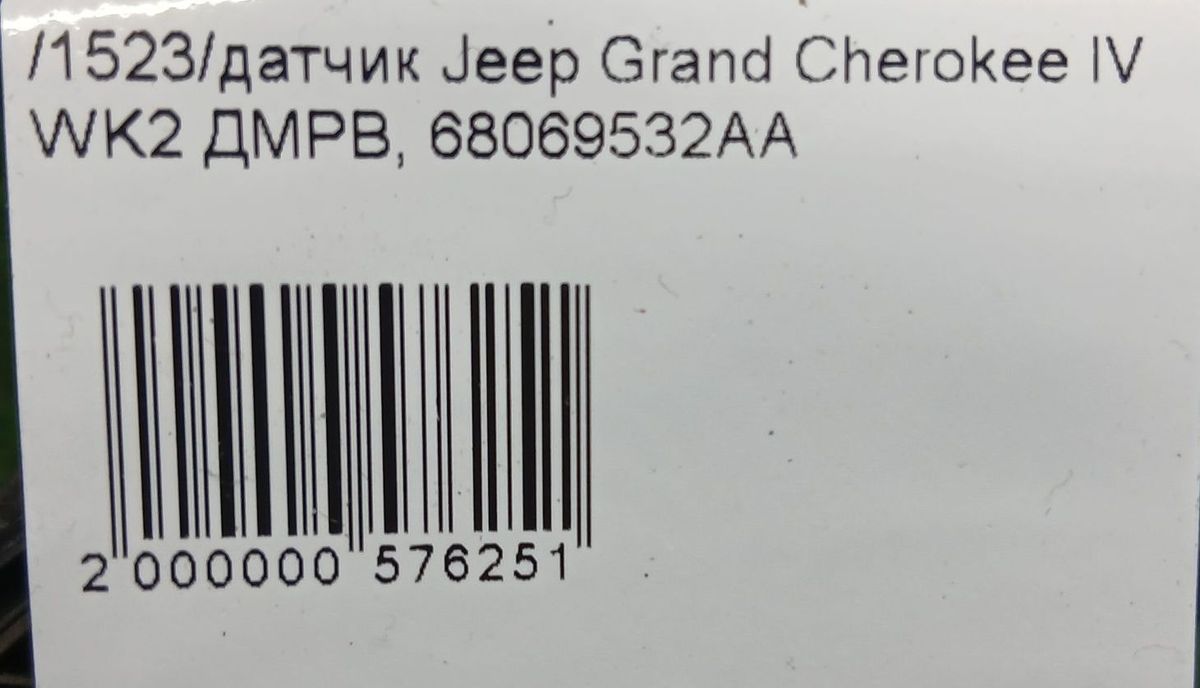 /1523/датчик Jeep Grand Cherokee IV
WK2 ДМРВ, 68069532AA
2 000000 576251